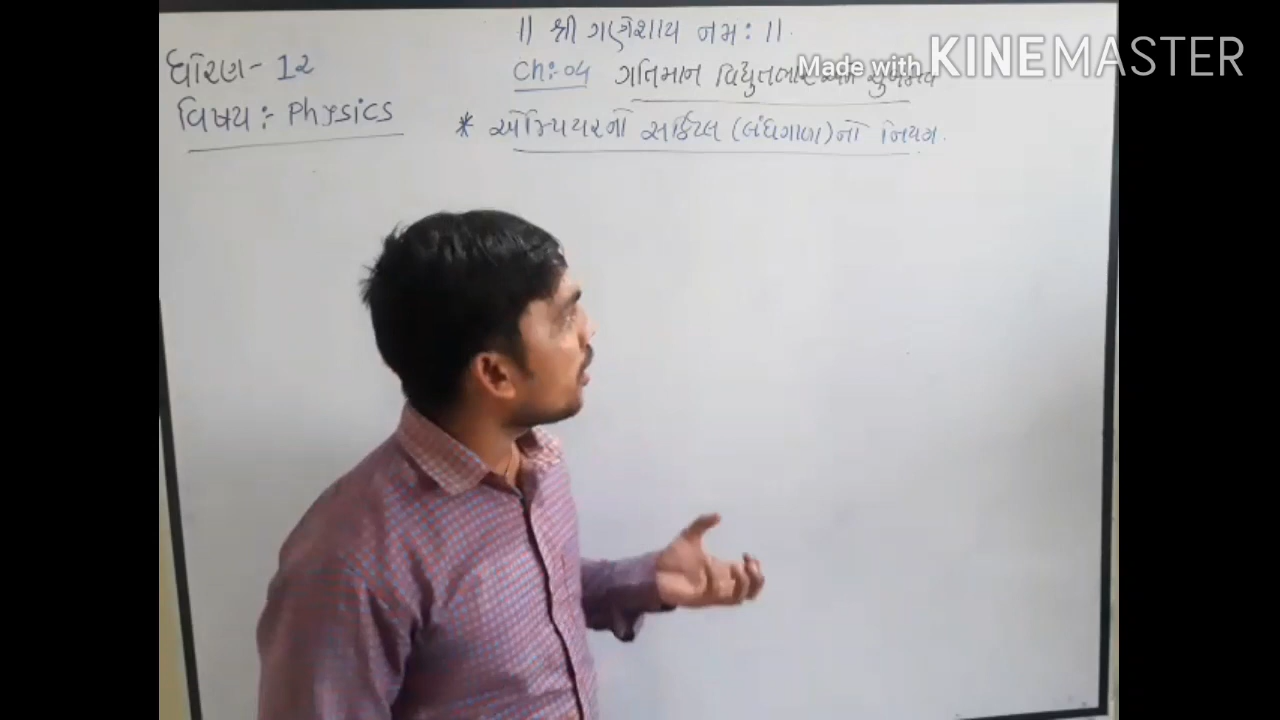 ॥ શ્રી ગણેશાય નમઃ ॥
Made with KINEMASTER
ધોરણ - 12
Ch:-04 ગતિમાન વિદ્યુતભાર અને ચુંબકત્વ
વિષય :- Physics
* એમ્પિયરનો સર્કિટલ (બંધગાળા)નો નિયમ.